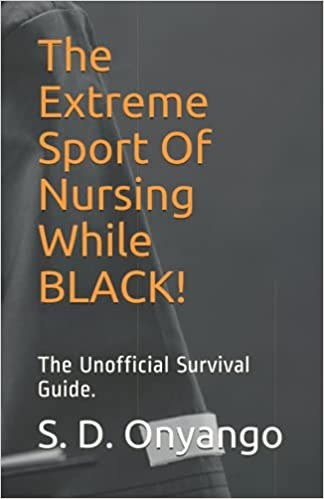 The
Extreme
Sport Of
Nursing
While
BLACK!
The Unofficial Survival
Guide.
S. D. Onyango